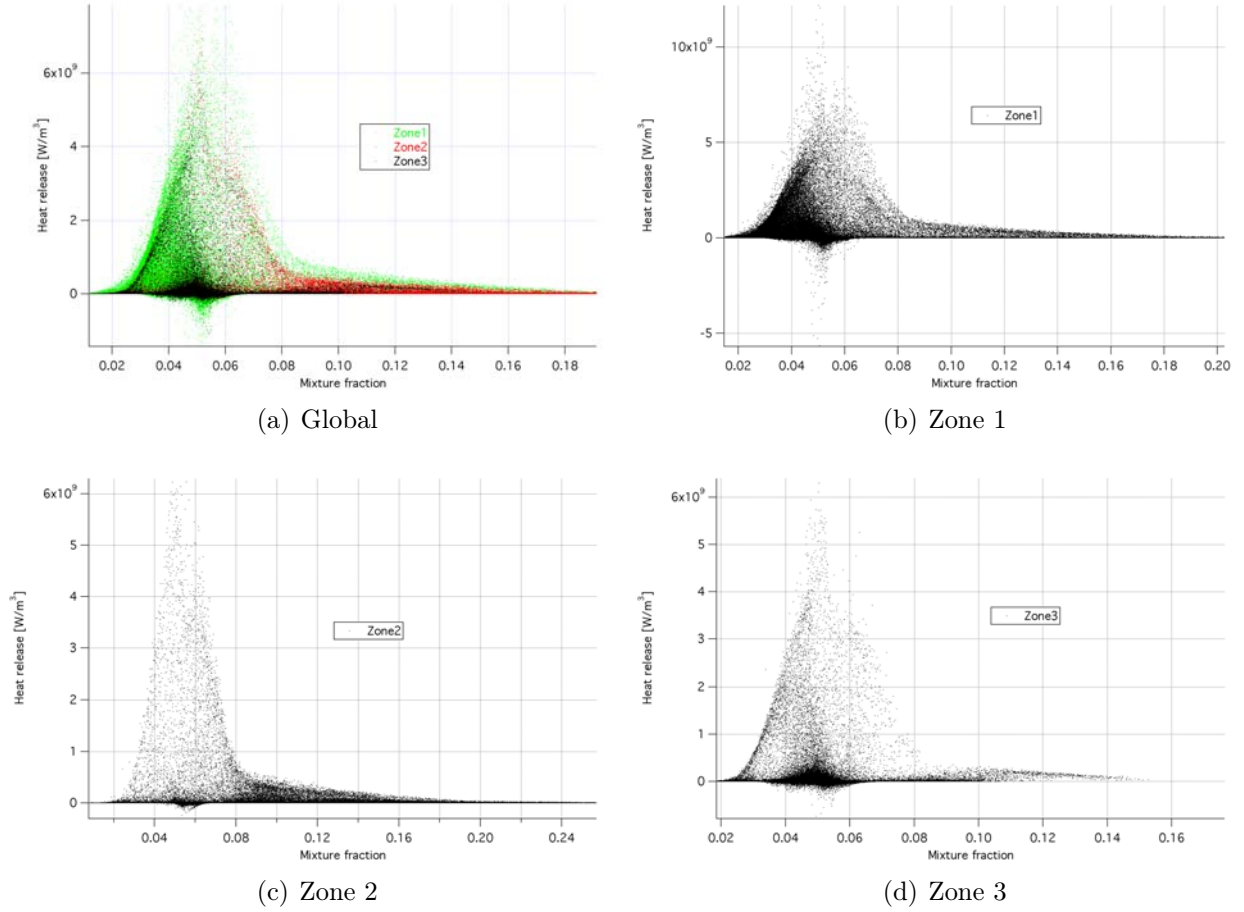 6x10⁹
4
2
0
Heat release [W/m³]
Zone1
Zone2
Zone3
0.02 0.04 0.06 0.08 0.10 0.12 0.14 0.16 0.18
Mixture fraction
(a) Global
10x10⁹
5
0
-5
Heat release [W/m³]
Zone1
0.02 0.04 0.06 0.08 0.10 0.12 0.14 0.16 0.18 0.20
Mixture fraction
(b) Zone 1
6x10⁹
5
4
3
2
1
0
Heat release [W/m³]
Zone2
0.04 0.08 0.12 0.16 0.20 0.24
Mixture fraction
(c) Zone 2
6x10⁹
5
4
3
2
1
0
Heat release [W/m³]
Zone3
0.02 0.04 0.06 0.08 0.10 0.12 0.14 0.16
Mixture fraction
(d) Zone 3